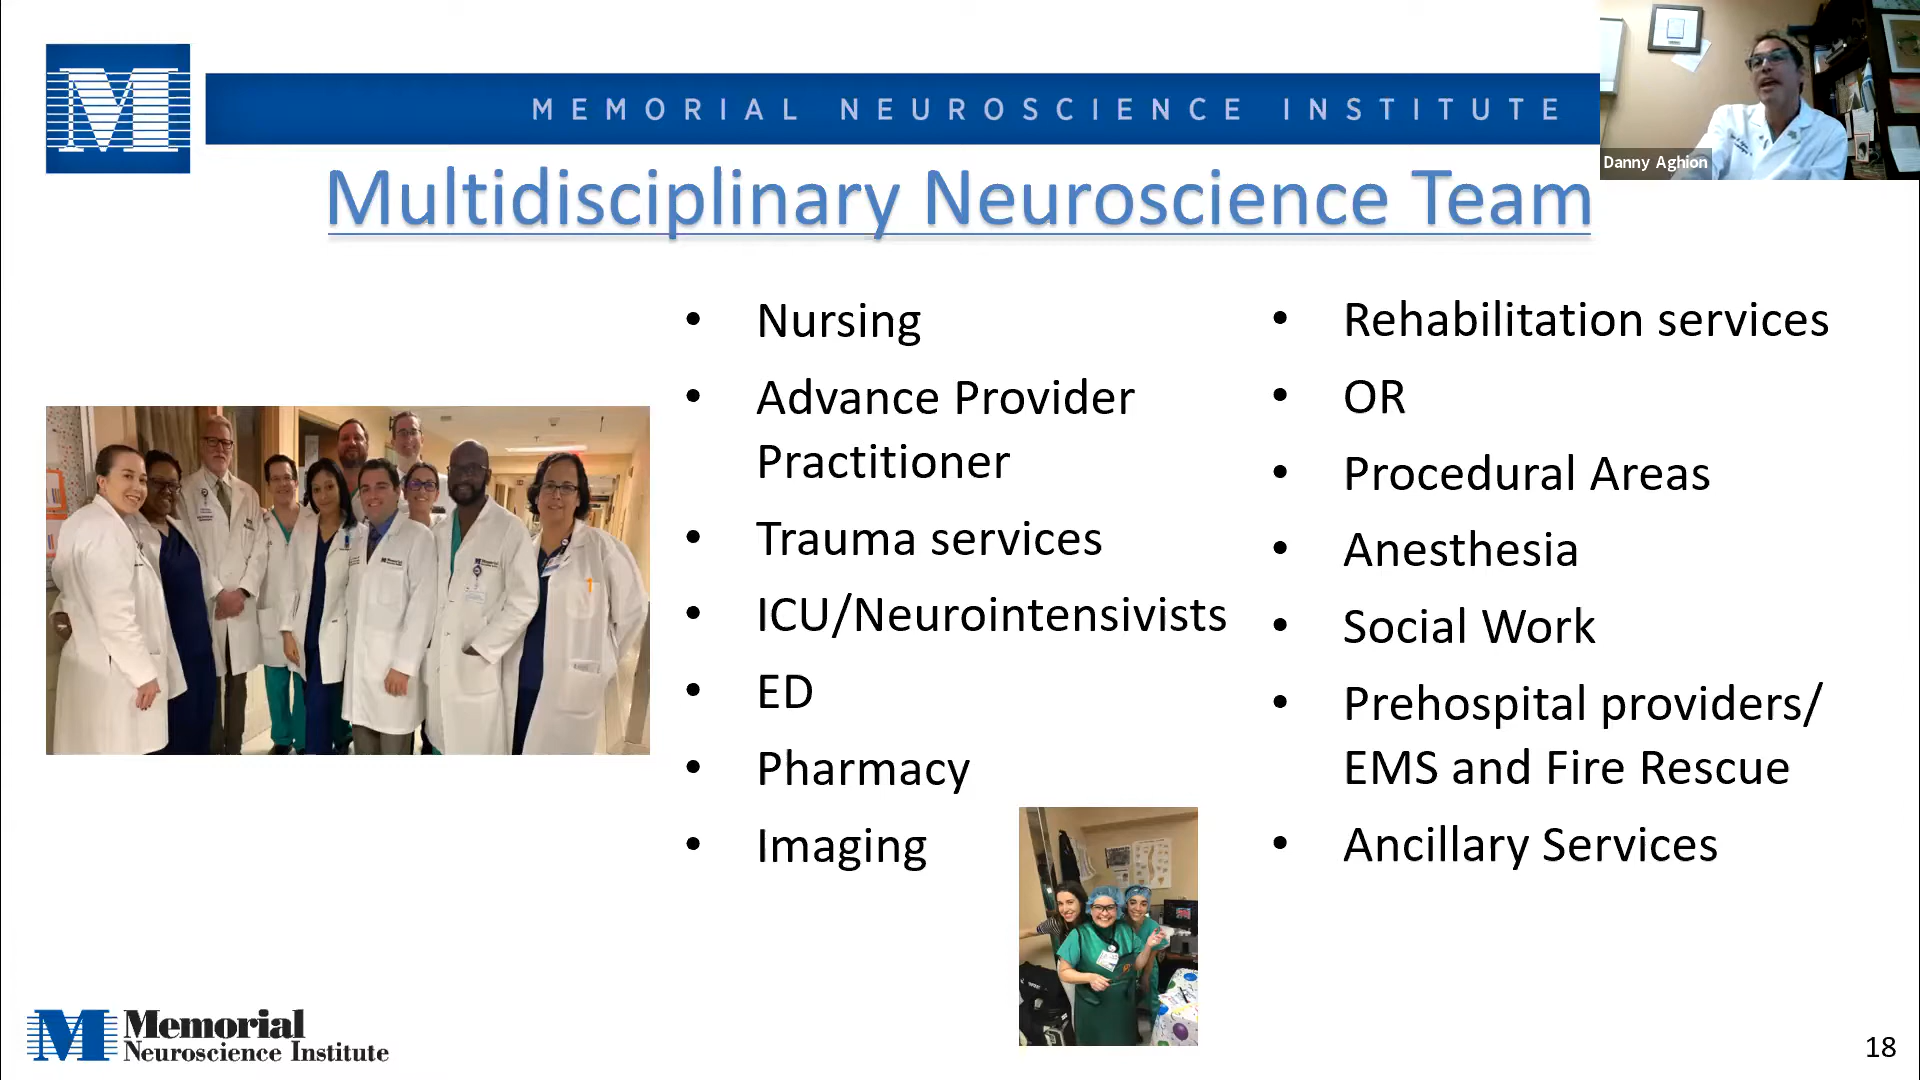 MEMORIAL NEUROSCIENCE INSTITUTE
Danny Aghion
Multidisciplinary Neuroscience Team
• Nursing
• Advance Provider
Practitioner
• Trauma services
• ICU/Neurointensivists
• ED
• Pharmacy
• Imaging
• Rehabilitation services
• OR
• Procedural Areas
• Anesthesia
• Social Work
• Prehospital providers/
EMS and Fire Rescue
• Ancillary Services
M Memorial
Neuroscience Institute
18